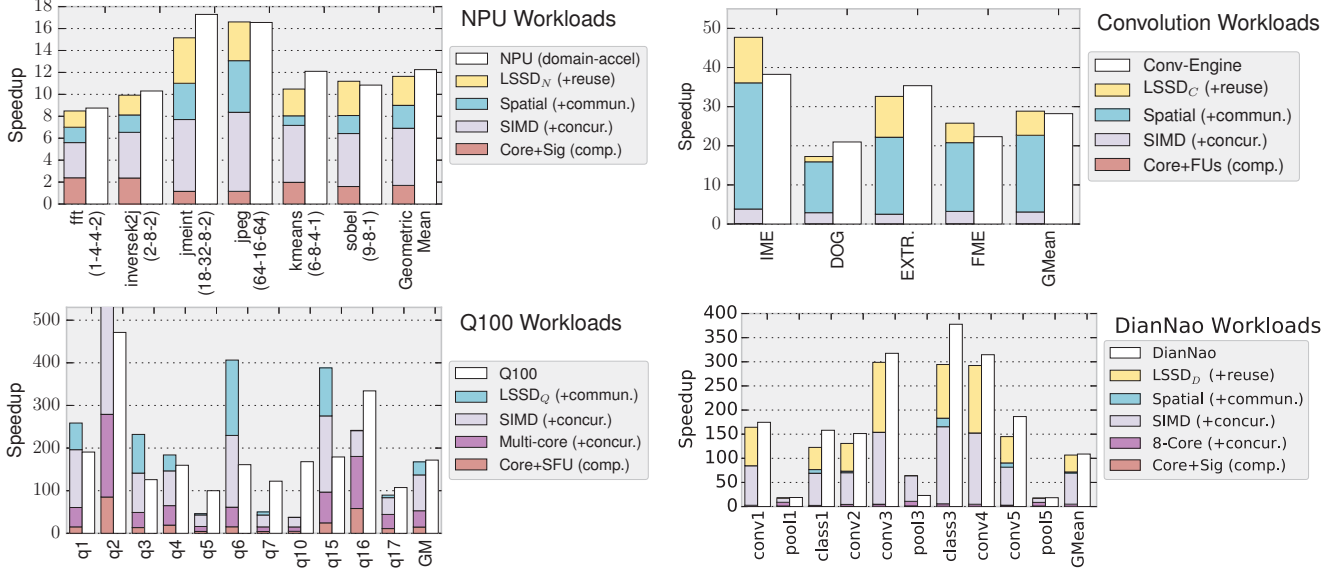 NPU Workloads
Speedup
18
16
14
12
10
8
6
4
2
0
NPU (domain-accel)
LSSD_N (+reuse)
Spatial (+commun.)
SIMD (+concur.)
Core+Sig (comp.)
fft
(1-4-4-2)
inversek2j
(2-8-2)
jmeint
(18-32-8-2)
jpeg
(64-16-64)
kmeans
(6-8-4-1)
sobel
(9-8-1)
Geometric
Mean
Convolution Workloads
Speedup
50
40
30
20
10
0
Conv-Engine
LSSD_C (+reuse)
Spatial (+commun.)
SIMD (+concur.)
Core+FUs (comp.)
IME
DOG
EXTR.
FME
GMean
Q100 Workloads
Speedup
500
400
300
200
100
0
Q100
LSSD_Q (+commun.)
SIMD (+concur.)
Multi-core (+concur.)
Core+SFU (comp.)
q1
q2
q3
q4
q5
q6
q7
q10
q15
q16
q17
GM
DianNao Workloads
Speedup
400
350
300
250
200
150
100
50
0
DianNao
LSSD_D (+reuse)
Spatial (+commun.)
SIMD (+concur.)
8-Core (+concur.)
Core+Sig (comp.)
conv1
pool1
class1
conv2
conv3
pool3
class3
conv4
conv5
pool5
GMean